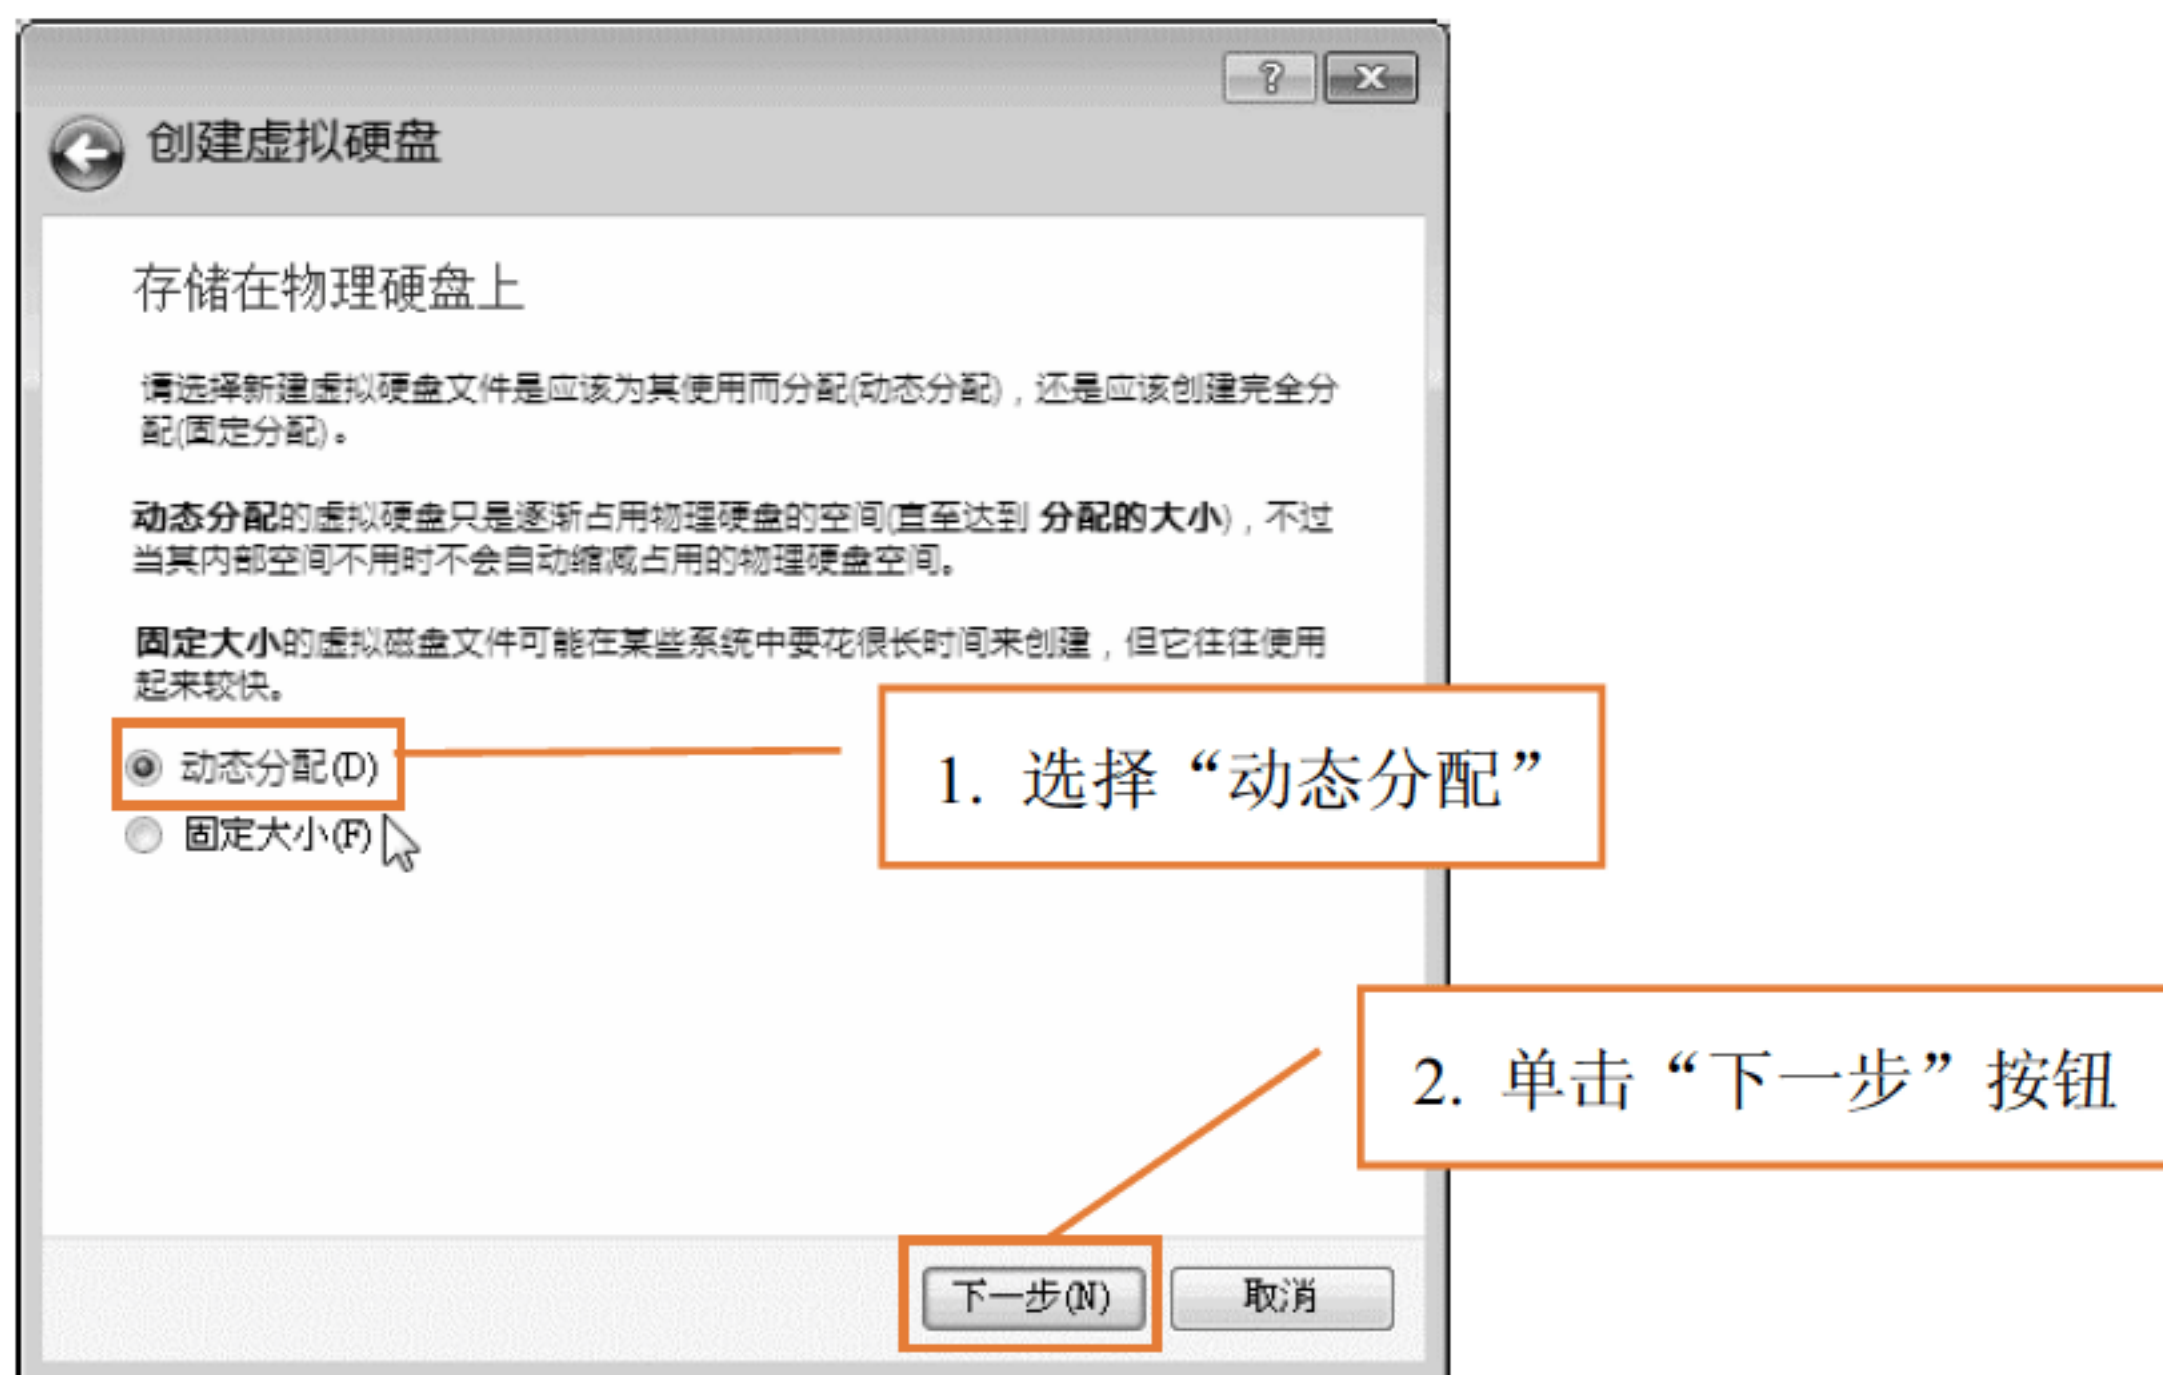 创建虚拟硬盘
存储在物理硬盘上
请选择新建虚拟硬盘文件是应该为其使用而分配(动态分配)，还是应该创建完全分
配(固定分配)。
动态分配的虚拟硬盘只是逐渐占用物理硬盘的空间(直至达到 分配的大小)，不过
当其内部空间不用时不会自动缩减占用的物理硬盘空间。
固定大小的虚拟磁盘文件可能在某些系统中要花很长时间来创建，但它往往使用
起来较快。
动态分配(D)
1. 选择“动态分配”
固定大小(F)
2. 单击“下一步”按钮
下一步(N)
取消